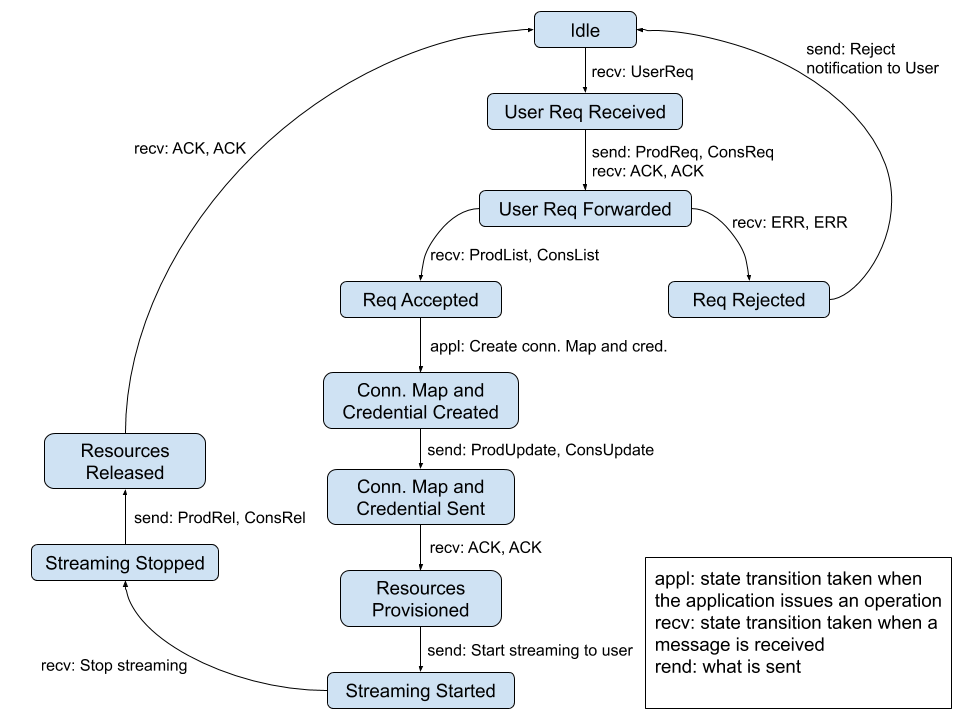 Idle
send: Reject
notification to User
recv: UserReq
User Req Received
recv: ACK, ACK
send: ProdReq, ConsReq
recv: ACK, ACK
User Req Forwarded
recv: ERR, ERR
recv: ProdList, ConsList
Req Accepted
Req Rejected
appl: Create conn. Map and cred.
Conn. Map and
Credential Created
Resources
Released
send: ProdUpdate, ConsUpdate
Conn. Map and
Credential Sent
send: ProdRel, ConsRel
recv: ACK, ACK
Streaming Stopped
Resources
Provisioned
appl: state transition taken when
the application issues an operation
recv: state transition taken when a
message is received
rend: what is sent
send: Start streaming to user
recv: Stop streaming
Streaming Started